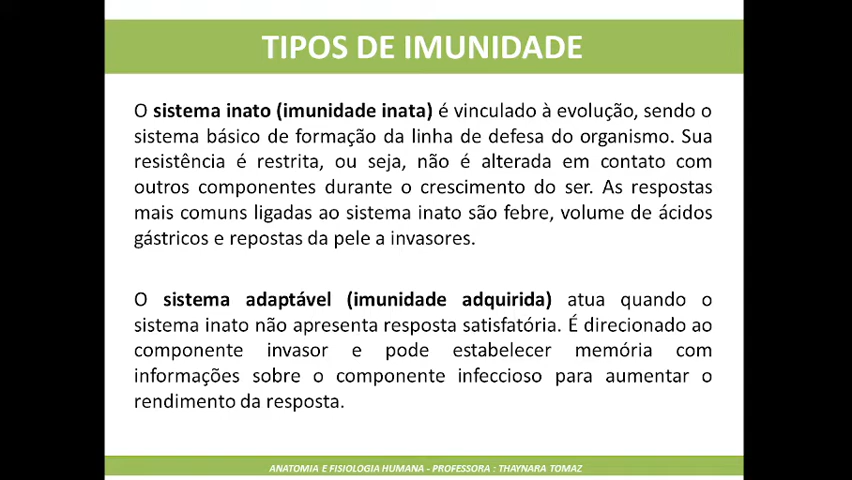 TIPOS DE IMUNIDADE
O sistema inato (imunidade inata) é vinculado à evolução, sendo o
sistema básico de formação da linha de defesa do organismo. Sua
resistência é restrita, ou seja, não é alterada em contato com
outros componentes durante o crescimento do ser. As respostas
mais comuns ligadas ao sistema inato são febre, volume de ácidos
gástricos e repostas da pele a invasores.
O sistema adaptável (imunidade adquirida) atua quando o
sistema inato não apresenta resposta satisfatória. É direcionado ao
componente invasor e pode estabelecer memória com
informações sobre o componente infeccioso para aumentar o
rendimento da resposta.
ANATOMIA E FISIOLOGIA HUMANA - PROFESSORA : THAYNARA TOMAZ